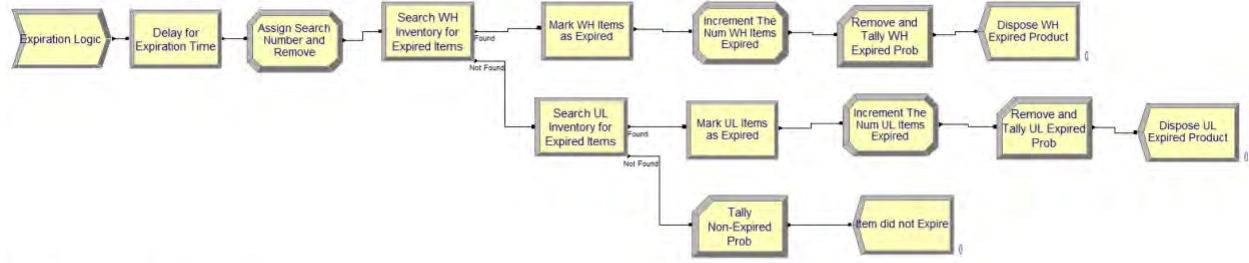 Expiration Logic
Delay for
Expiration Time
Assign Search
Number and
Remove
Search WH
Inventory for
Expired Items
Found
Not Found
Mark WH Items
as Expired
Increment The
Num WH Items
Expired
Remove and
Tally WH
Expired Prob
Dispose WH
Expired Product
0
Search UL
Inventory for
Expired Items
Found
Not Found
Mark UL Items
as Expired
Increment The
Num UL Items
Expired
Remove and
Tally UL Expired
Prob
Dispose UL
Expired Product
0
Tally
Non-Expired
Prob
Item did not Expire
0